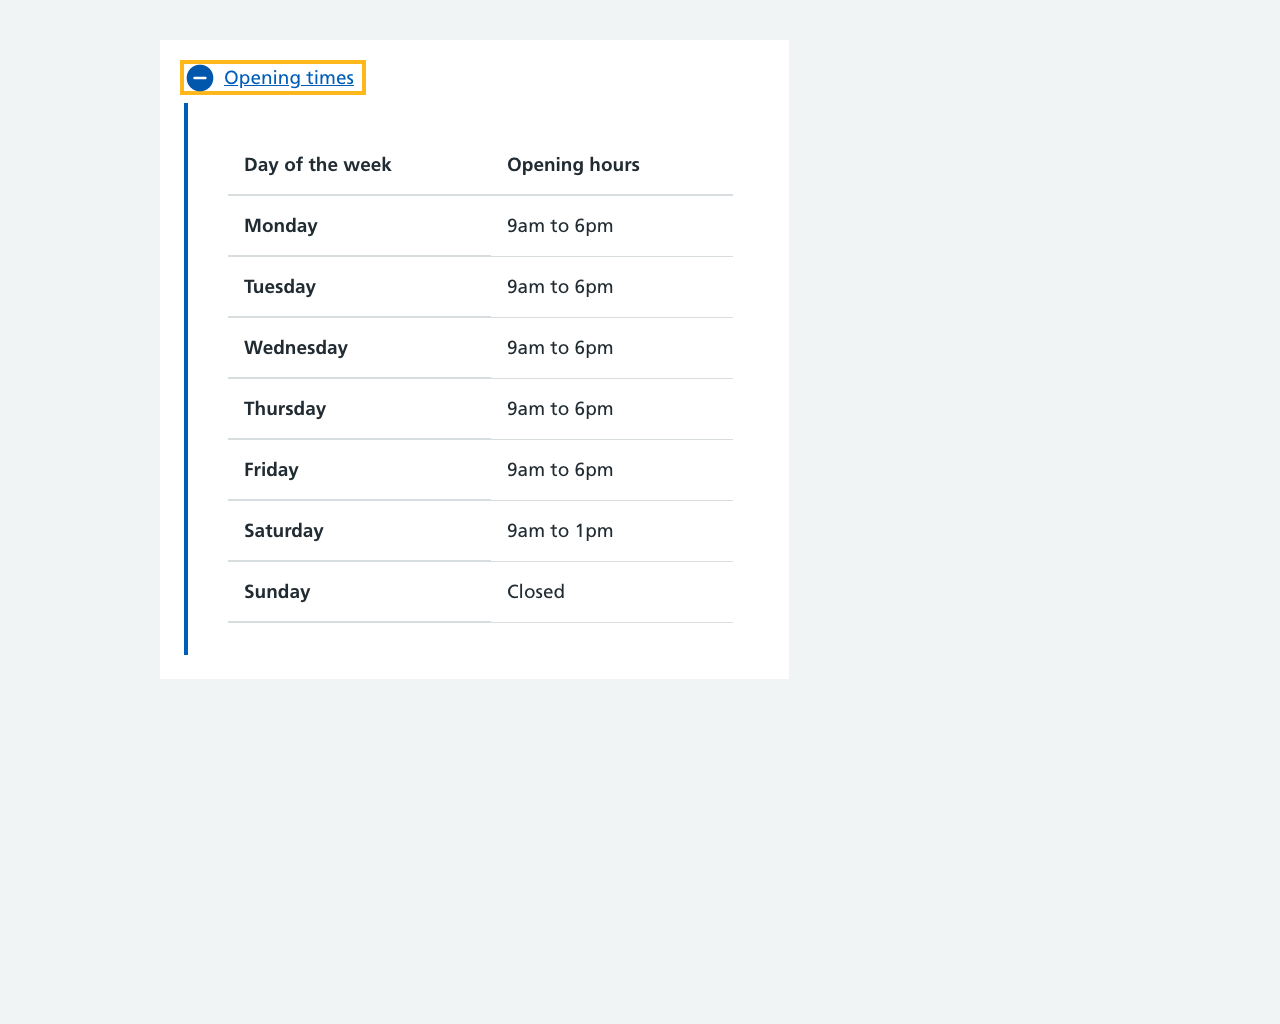 Opening times
Day of the week Opening hours
Monday 9am to 6pm
Tuesday 9am to 6pm
Wednesday 9am to 6pm
Thursday 9am to 6pm
Friday 9am to 6pm
Saturday 9am to 1pm
Sunday Closed